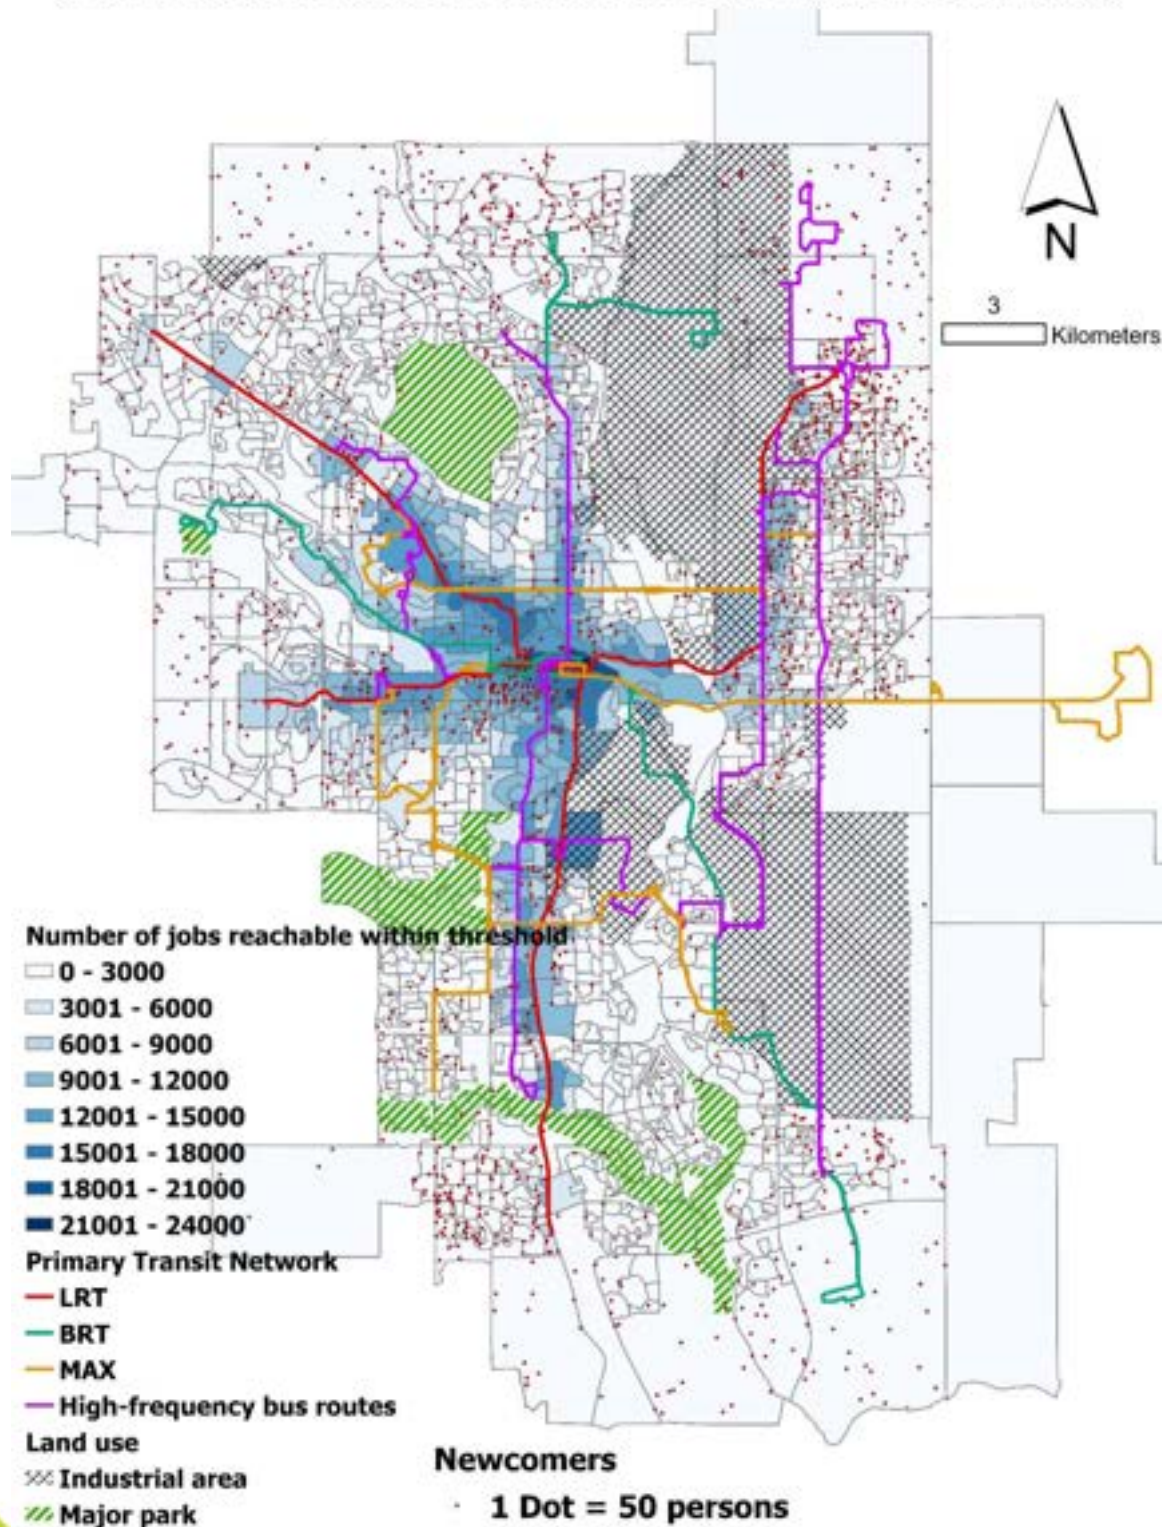 N
3
Kilometers
Number of jobs reachable within threshold
0 - 3000
3001 - 6000
6001 - 9000
9001 - 12000
12001 - 15000
15001 - 18000
18001 - 21000
21001 - 24000
Primary Transit Network
LRT
BRT
MAX
High-frequency bus routes
Land use
Industrial area
Major park
Newcomers
1 Dot = 50 persons